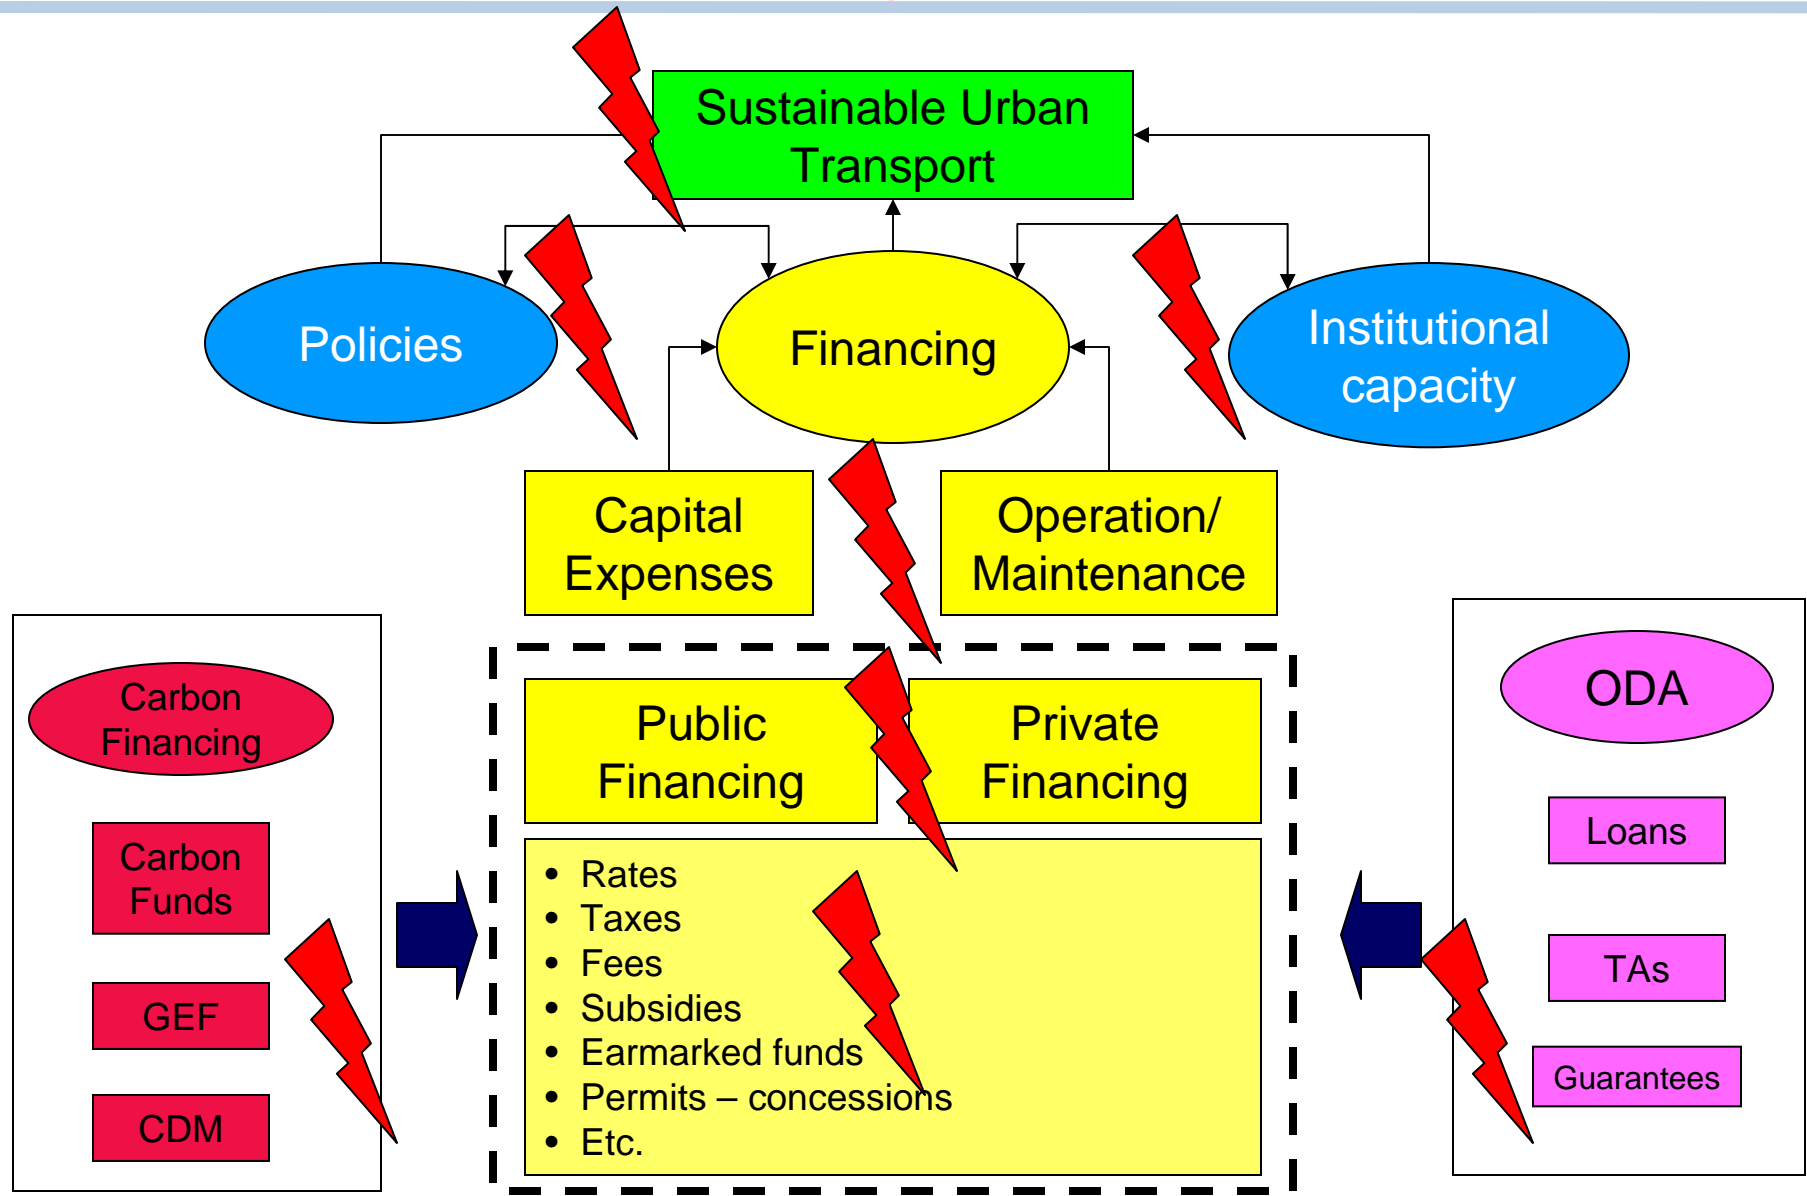 Sustainable Urban
Transport
Policies
Financing
Institutional
capacity
Capital
Expenses
Operation/
Maintenance
Carbon
Financing
Carbon
Funds
GEF
CDM
Public
Financing
Private
Financing
• Rates
• Taxes
• Fees
• Subsidies
• Earmarked funds
• Permits – concessions
• Etc.
ODA
Loans
TAs
Guarantees